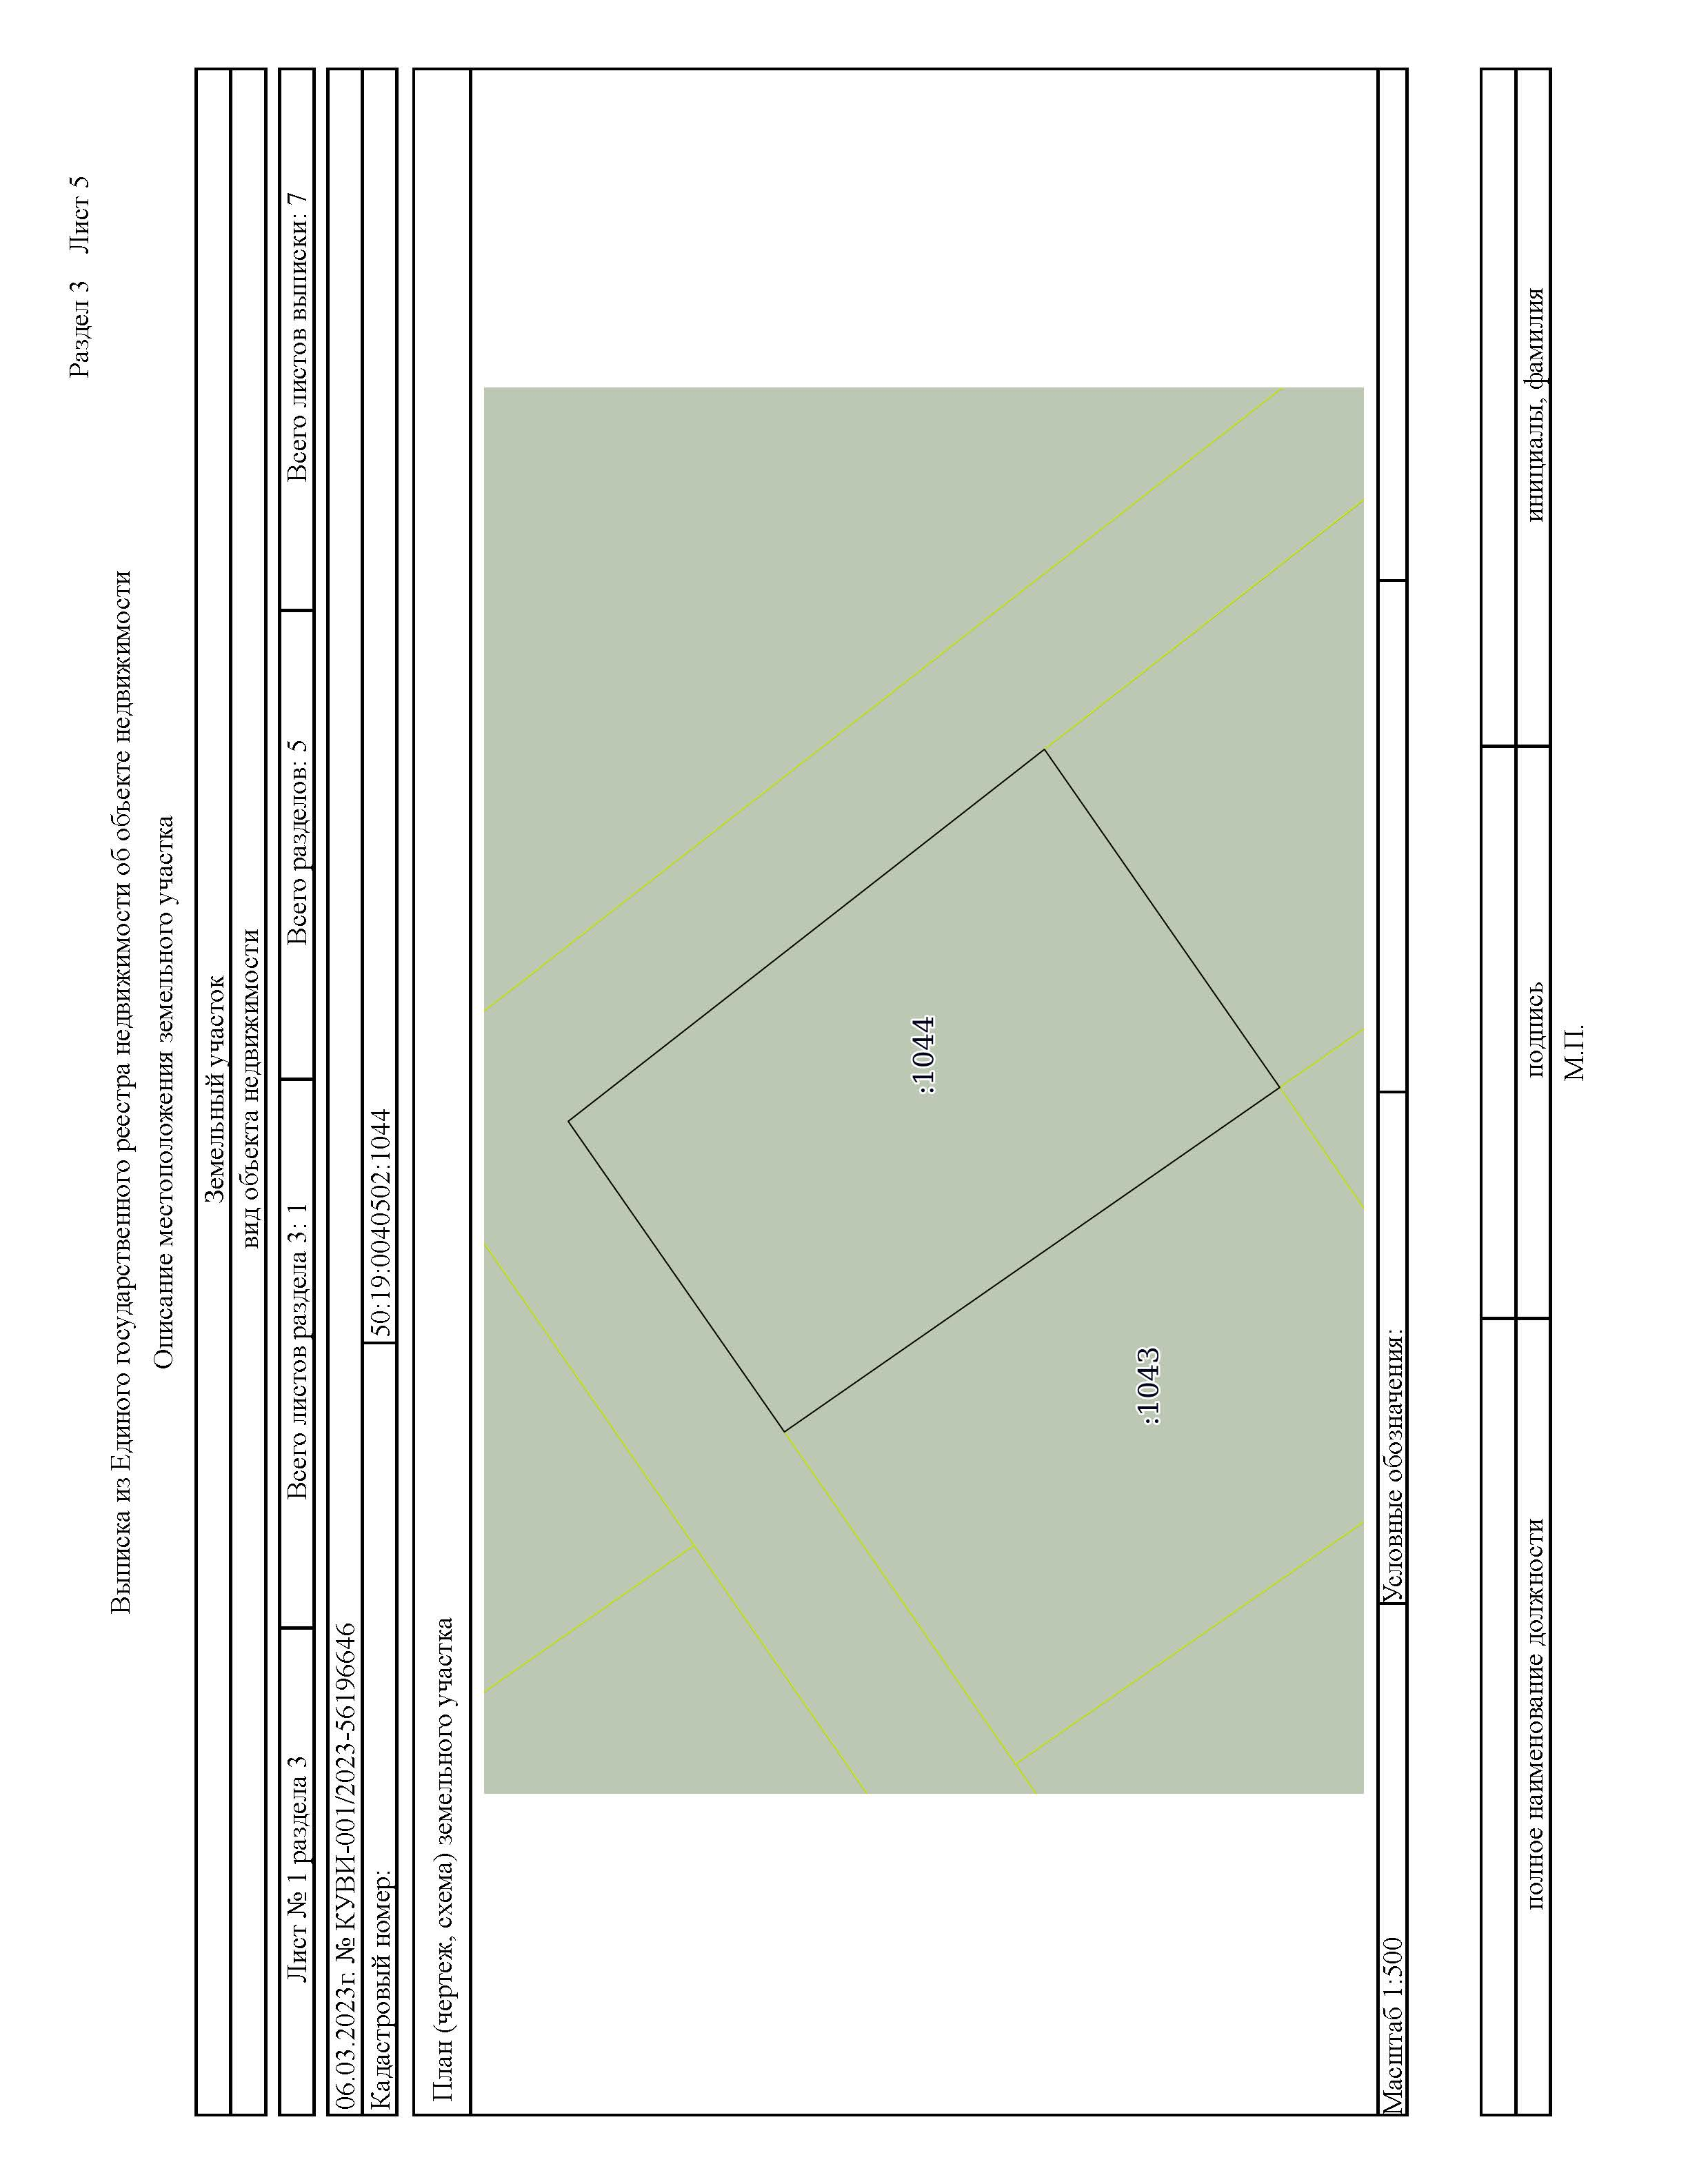 Раздел 3 Лист 5
Выписка из Единого государственного реестра недвижимости об объекте недвижимости
Описание местоположения земельного участка
Земельный участок
вид объекта недвижимости
Лист № 1 раздела 3 Всего листов раздела 3: 1 Всего разделов: 5 Всего листов выписки: 7
06.03.2023г. № КУВИ-001/2023-56196646
Кадастровый номер: 50:19:0040502:1044
План (чертеж, схема) земельного участка
:1044
:1043
Масштаб 1:500 Условные обозначения:
полное наименование должности подпись инициалы, фамилия
М.П.